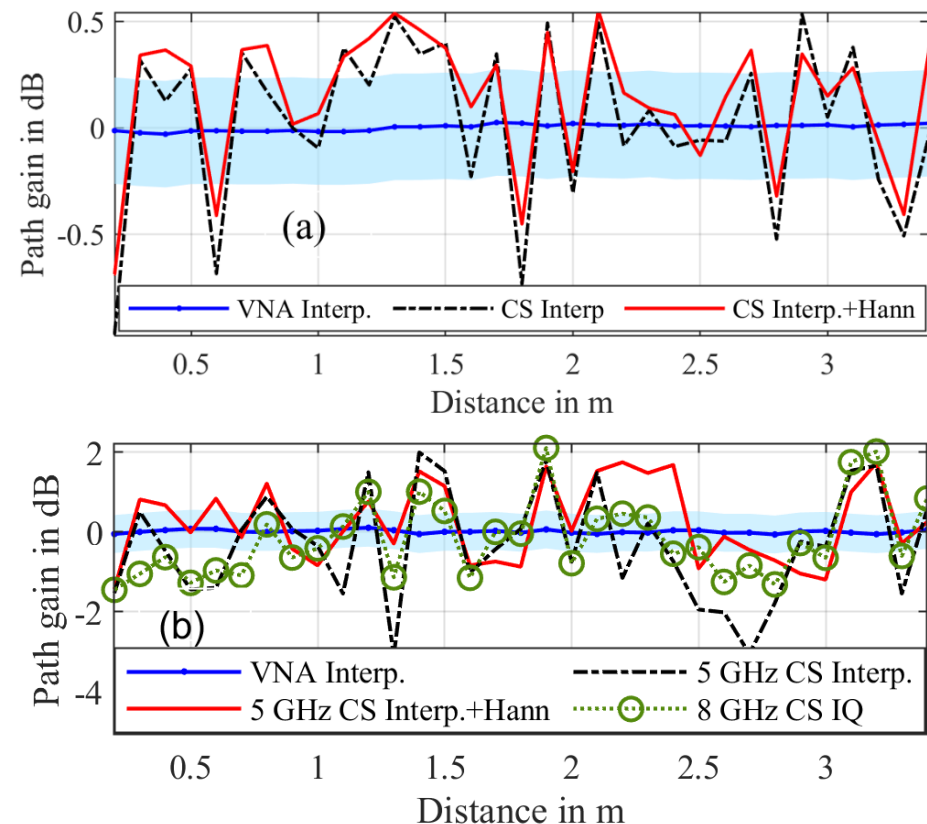 Path gain in dB
0.5
0
-0.5
(a)
VNA Interp. CS Interp CS Interp.+Hann
0.5 1 1.5 2 2.5 3
Distance in m
Path gain in dB
2
0
-2
(b)
-4
VNA Interp. 5 GHz CS Interp.
5 GHz CS Interp.+Hann 8 GHz CS IQ
0.5 1 1.5 2 2.5 3
Distance in m